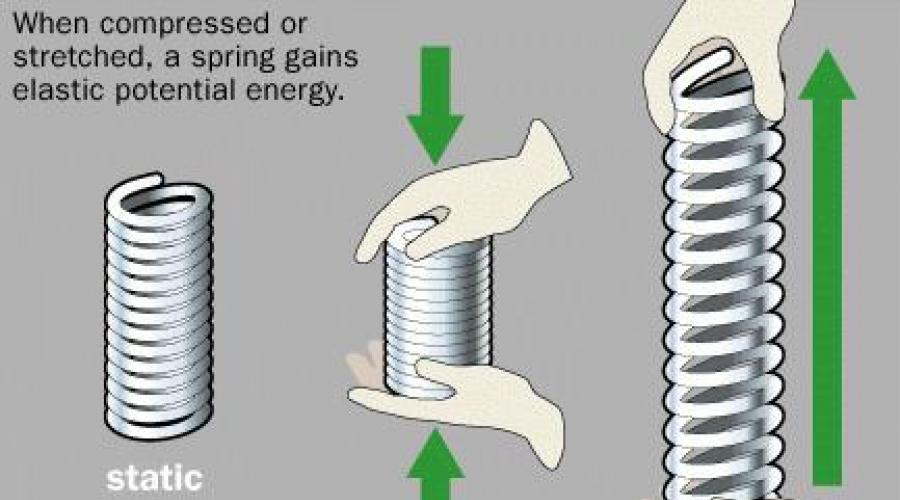 When compressed or
stretched, a spring gains
elastic potential energy.
static